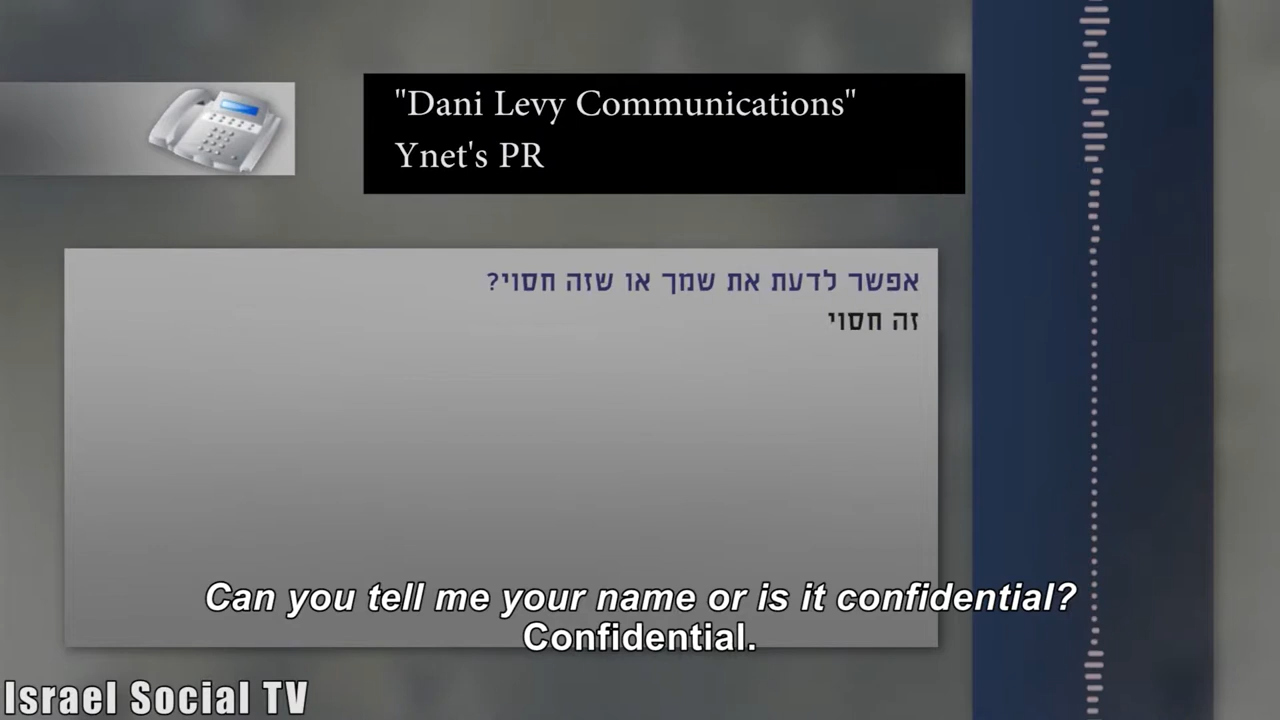 "Dani Levy Communications"
Ynet's PR
אפשר לדעת את שמך או שזה חסוי?
זה חסוי
Can you tell me your name or is it confidential?
Confidential.
Israel Social TV